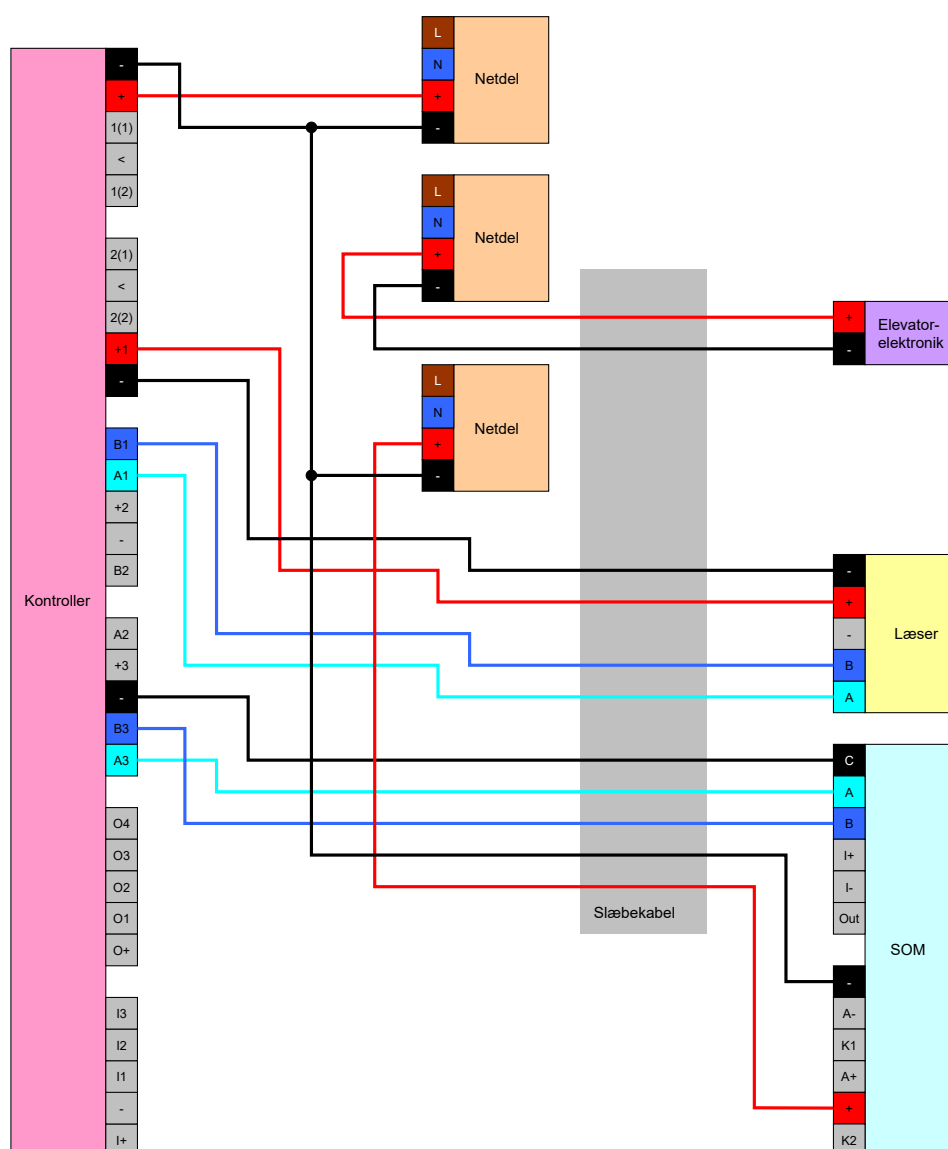 Kontroller
-
+
1(1)
<
1(2)
2(1)
<
2(2)
+1
-
B1
A1
+2
-
B2
A2
+3
-
B3
A3
O4
O3
O2
O1
O+
I3
I2
I1
-
I+
L
N
+
-
Netdel
L
N
+
-
Netdel
L
N
+
-
Netdel
Slæbekabel
+
-
Elevator-
elektronik
-
+
-
B
A
Læser
C
A
B
I+
I-
Out
-
A-
K1
A+
+
K2
SOM